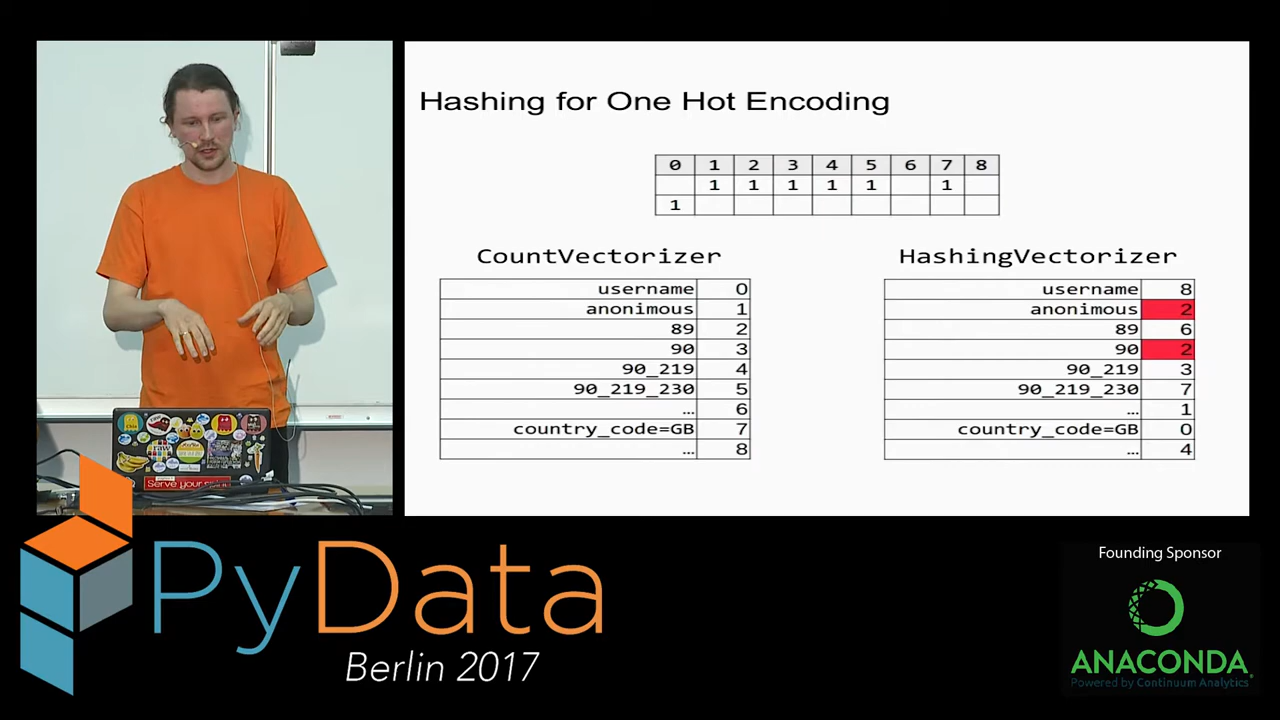 Hashing for One Hot Encoding
0 1 2 3 4 5 6 7 8
1 1 1 1 1 1
1
CountVectorizer
username 0
anonimous 1
89 2
90 3
90_219 4
90_219_230 5
… 6
country_code=GB 7
… 8
HashingVectorizer
username 8
anonimous 2
89 6
90 2
90_219 3
90_219_230 7
… 1
country_code=GB 0
… 4
Serve your
PyData
Berlin 2017
Founding Sponsor
ANACONDA
Powered by Continuum Analytics